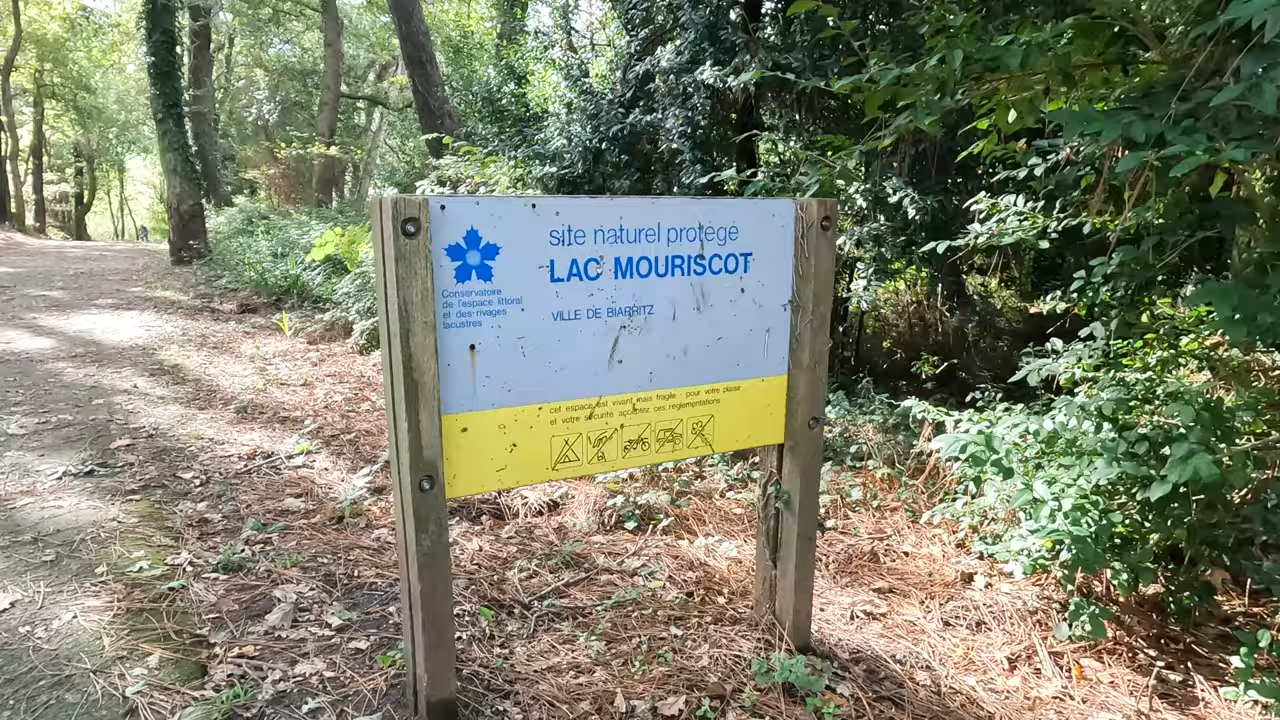 site naturel protégé
LAC MOURISCOT
VILLE DE BIARRITZ
Conservatoire
de l'espace littoral
et des rivages
lacustres
cet espace est vivant mais fragile - pour votre plaisir
et votre sécurité acceptez ces réglementations